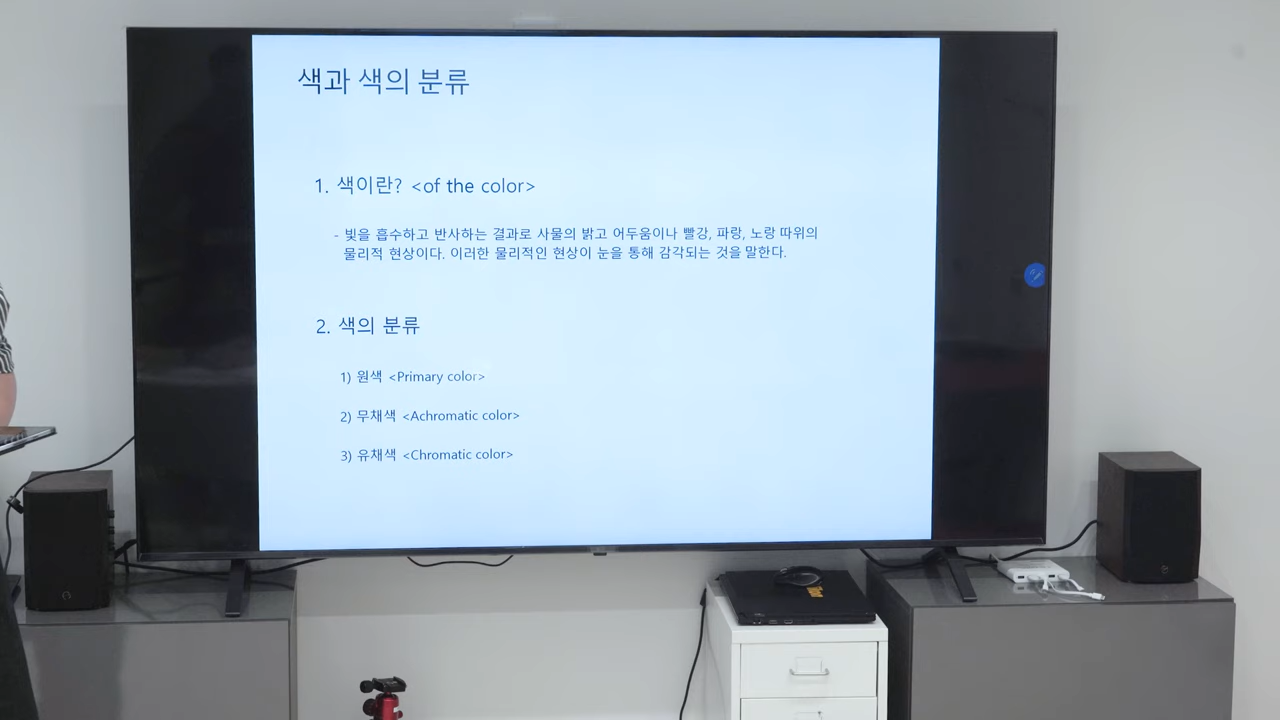 색과 색의 분류
1. 색이란? <of the color>
- 빛을 흡수하고 반사하는 결과로 사물의 밝고 어두움이나 빨강, 파랑, 노랑 따위의
물리적 현상이다. 이러한 물리적인 현상이 눈을 통해 감각되는 것을 말한다.
2. 색의 분류
1) 원색 <Primary color>
2) 무채색 <Achromatic color>
3) 유채색 <Chromatic color>